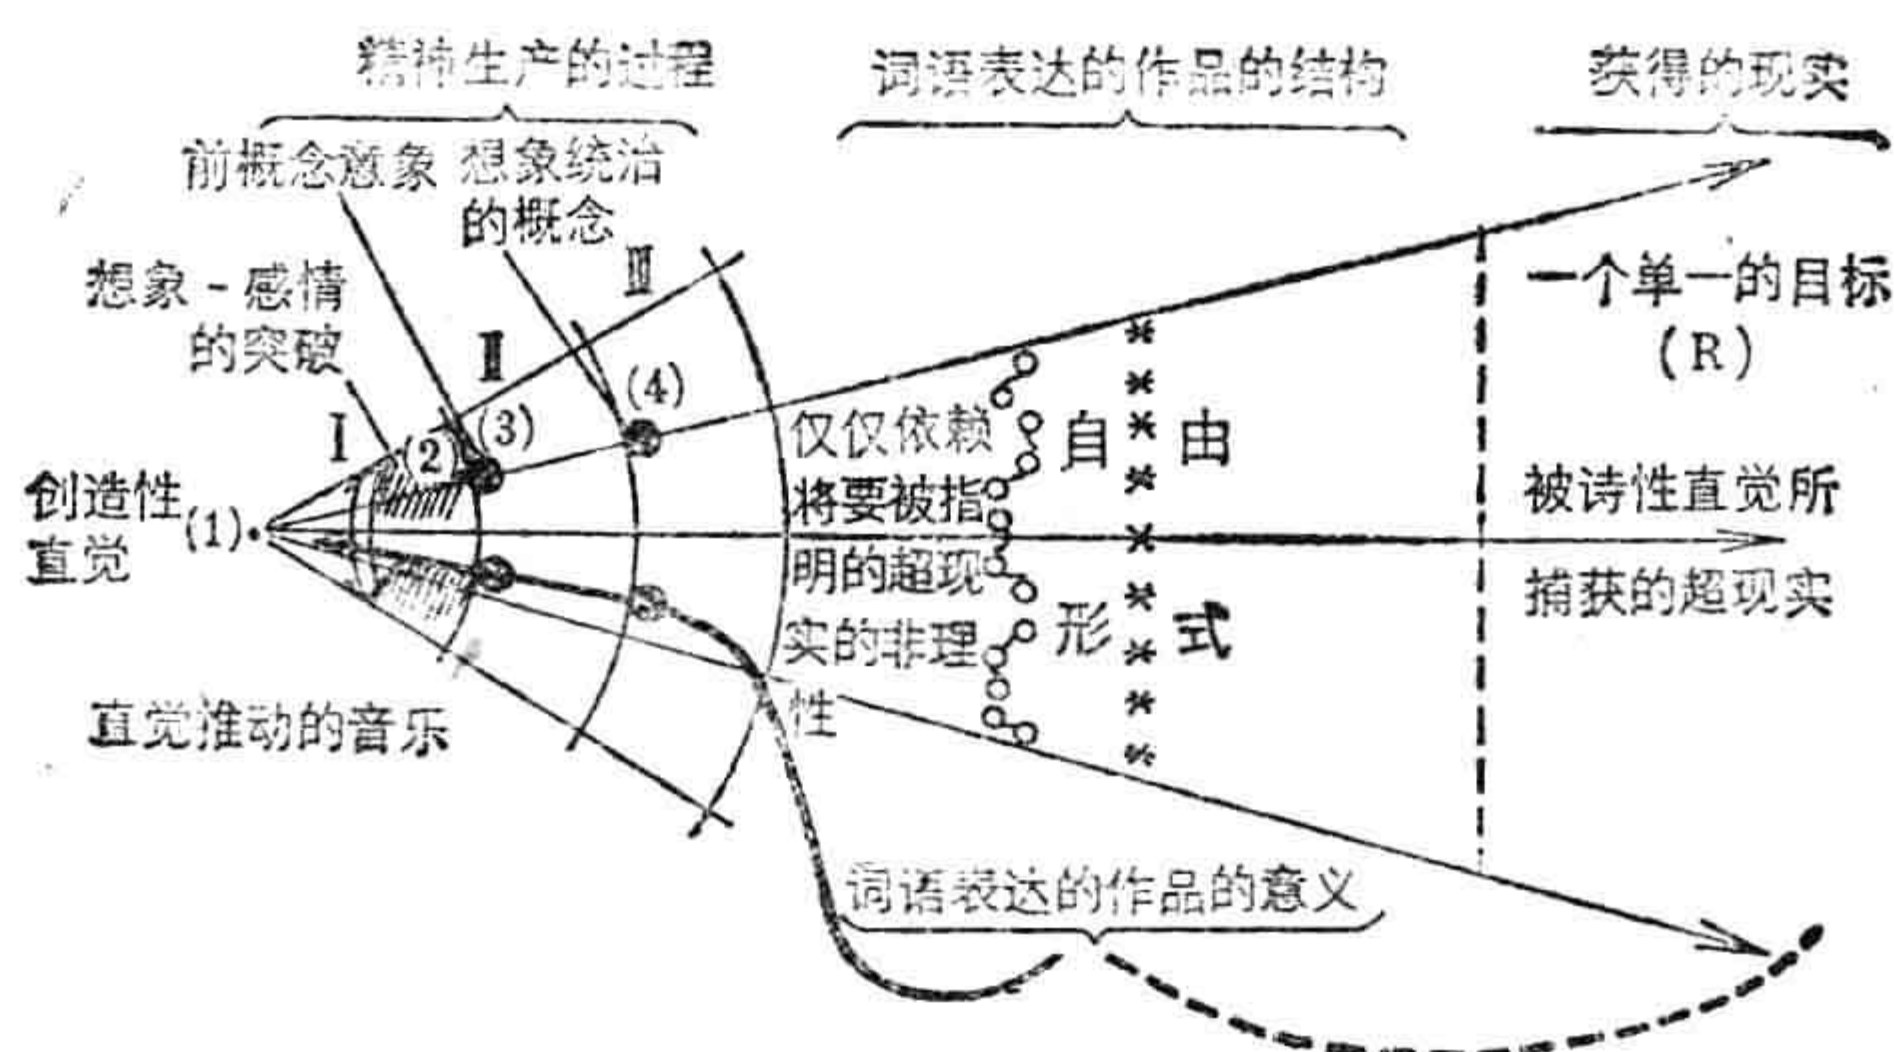 精神生产的过程
词语表达的作品的结构
获得的现实
前概念意象
想象统治
的概念
想象-感情
的突破
I
II
III
(2)
(3)
(4)
创造性
直觉
(1)
直觉推动的音乐
仅仅依赖
将要被指
明的超现
实的非理
性
自由
形式
一个单一的目标
(R)
被诗性直觉所
捕获的超现实
词语表达的作品的意义